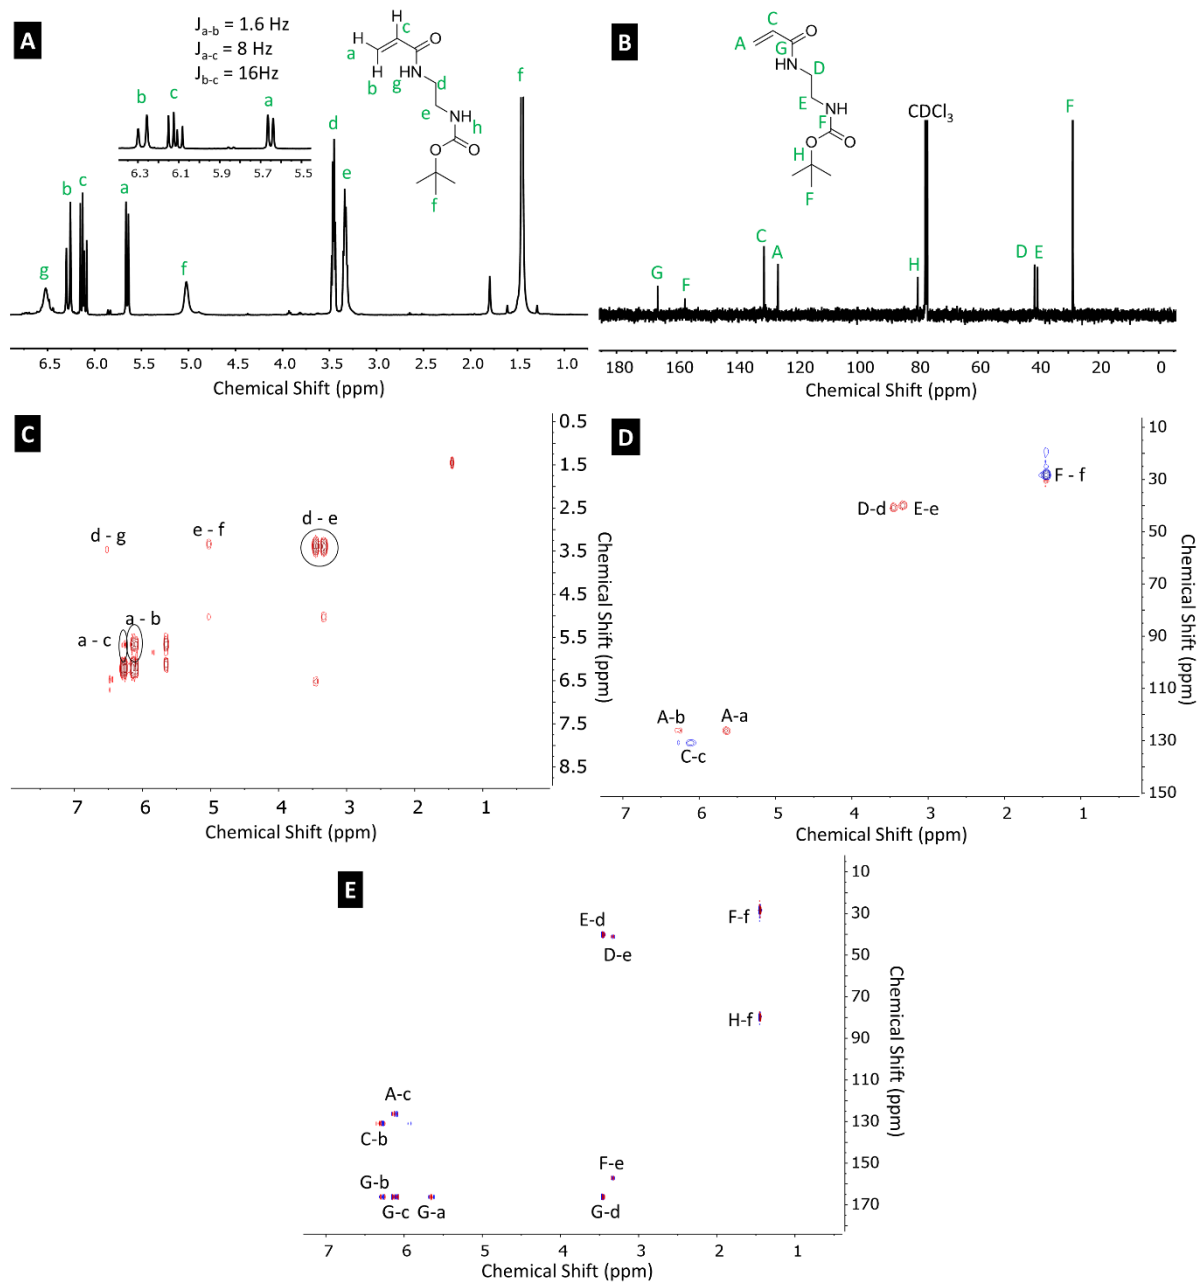 A
J a-b = 1.6 Hz
J a-c = 8 Hz
J b-c = 16Hz
b
c
a
6.3 6.1 5.9 5.7 5.5
H
H
c
O
a
H
b
g
NH
d
e
NH
h
O
O
f
g
b
c
a
f
d
e
f
6.5 6.0 5.5 5.0 4.5 4.0 3.5 3.0 2.5 2.0 1.5 1.0
Chemical Shift (ppm)
B
C
A
O
G
NH
D
E
NH
F
H
O
O
F
CDCl3
G
F
C
A
H
D
E
F
180 160 140 120 100 80 60 40 20 0
Chemical Shift (ppm)
C
d - g
e - f
d - e
a - b
a - c
0.5
1.5
2.5
3.5
4.5
5.5
6.5
7.5
8.5
Chemical Shift (ppm)
7 6 5 4 3 2 1
Chemical Shift (ppm)
D
F - f
D-d
E-e
A-b
A-a
C-c
10
30
50
70
90
110
130
150
Chemical Shift (ppm)
7 6 5 4 3 2 1
Chemical Shift (ppm)
E
E-d
F-f
D-e
H-f
A-c
C-b
F-e
G-b
G-c
G-a
G-d
10
30
50
70
90
110
130
150
170
Chemical Shift (ppm)
7 6 5 4 3 2 1
Chemical Shift (ppm)